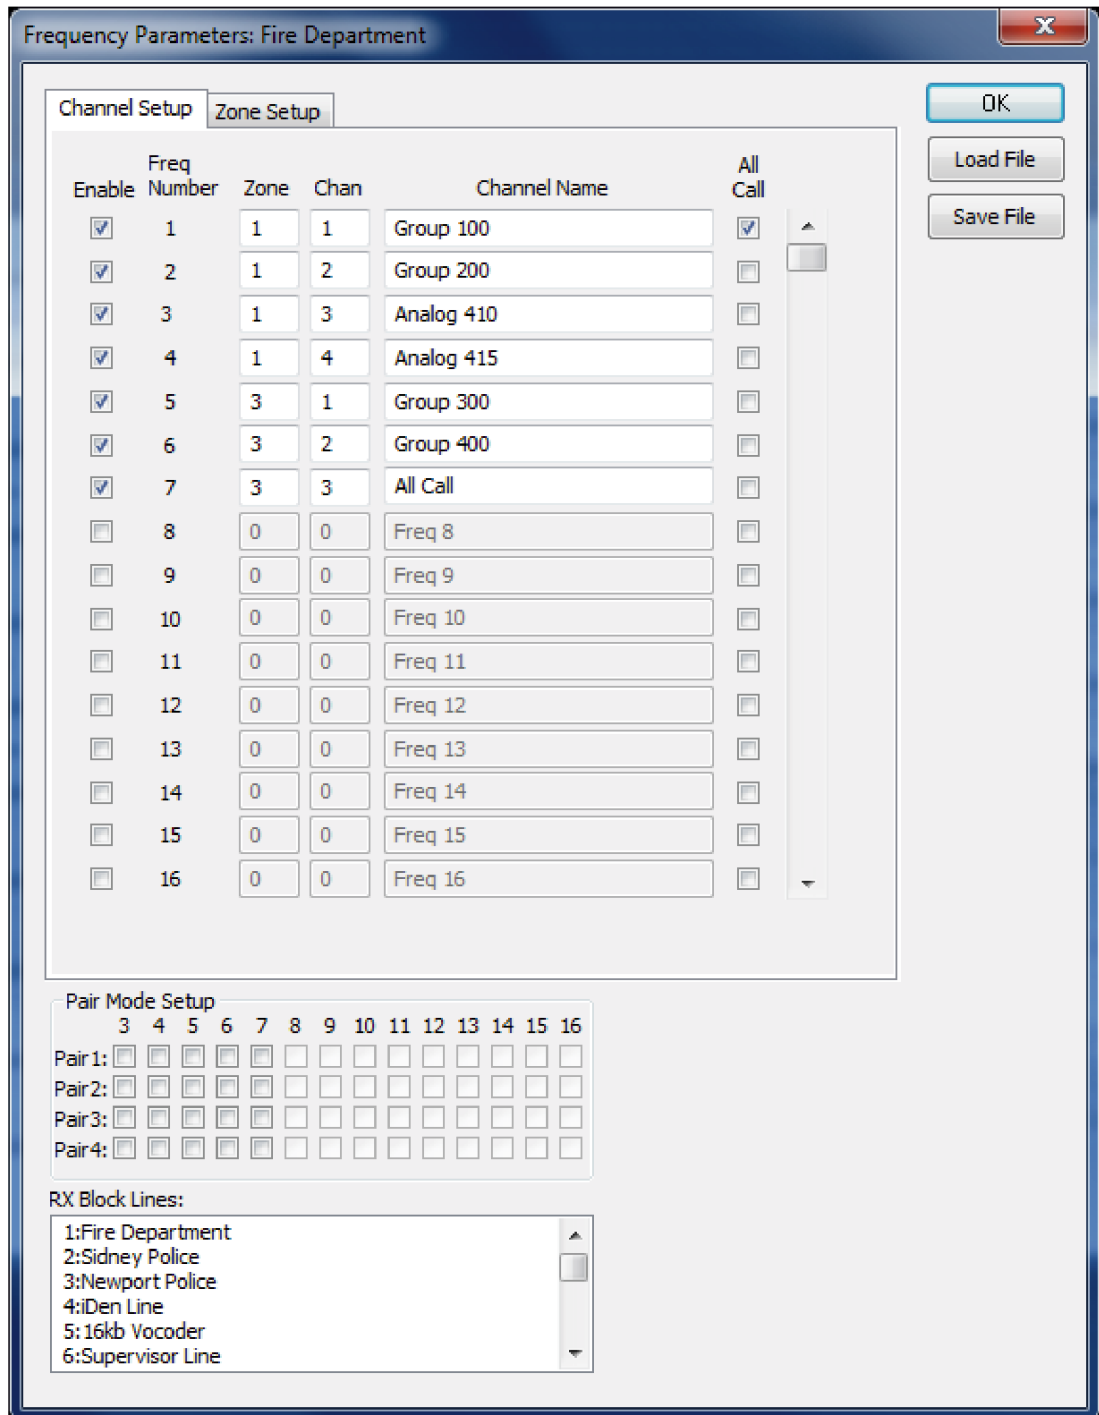 Frequency Parameters: Fire Department
X
Channel Setup Zone Setup
OK
Load File
Save File
Enable Freq Number Zone Chan Channel Name All Call
1 1 1 Group 100
2 1 2 Group 200
3 1 3 Analog 410
4 1 4 Analog 415
5 3 1 Group 300
6 3 2 Group 400
7 3 3 All Call
8 0 0 Freq 8
9 0 0 Freq 9
10 0 0 Freq 10
11 0 0 Freq 11
12 0 0 Freq 12
13 0 0 Freq 13
14 0 0 Freq 14
15 0 0 Freq 15
16 0 0 Freq 16
Pair Mode Setup
3 4 5 6 7 8 9 10 11 12 13 14 15 16
Pair1:
Pair2:
Pair3:
Pair4:
RX Block Lines:
1:Fire Department
2:Sidney Police
3:Newport Police
4:iDen Line
5:16kb Vocoder
6:Supervisor Line